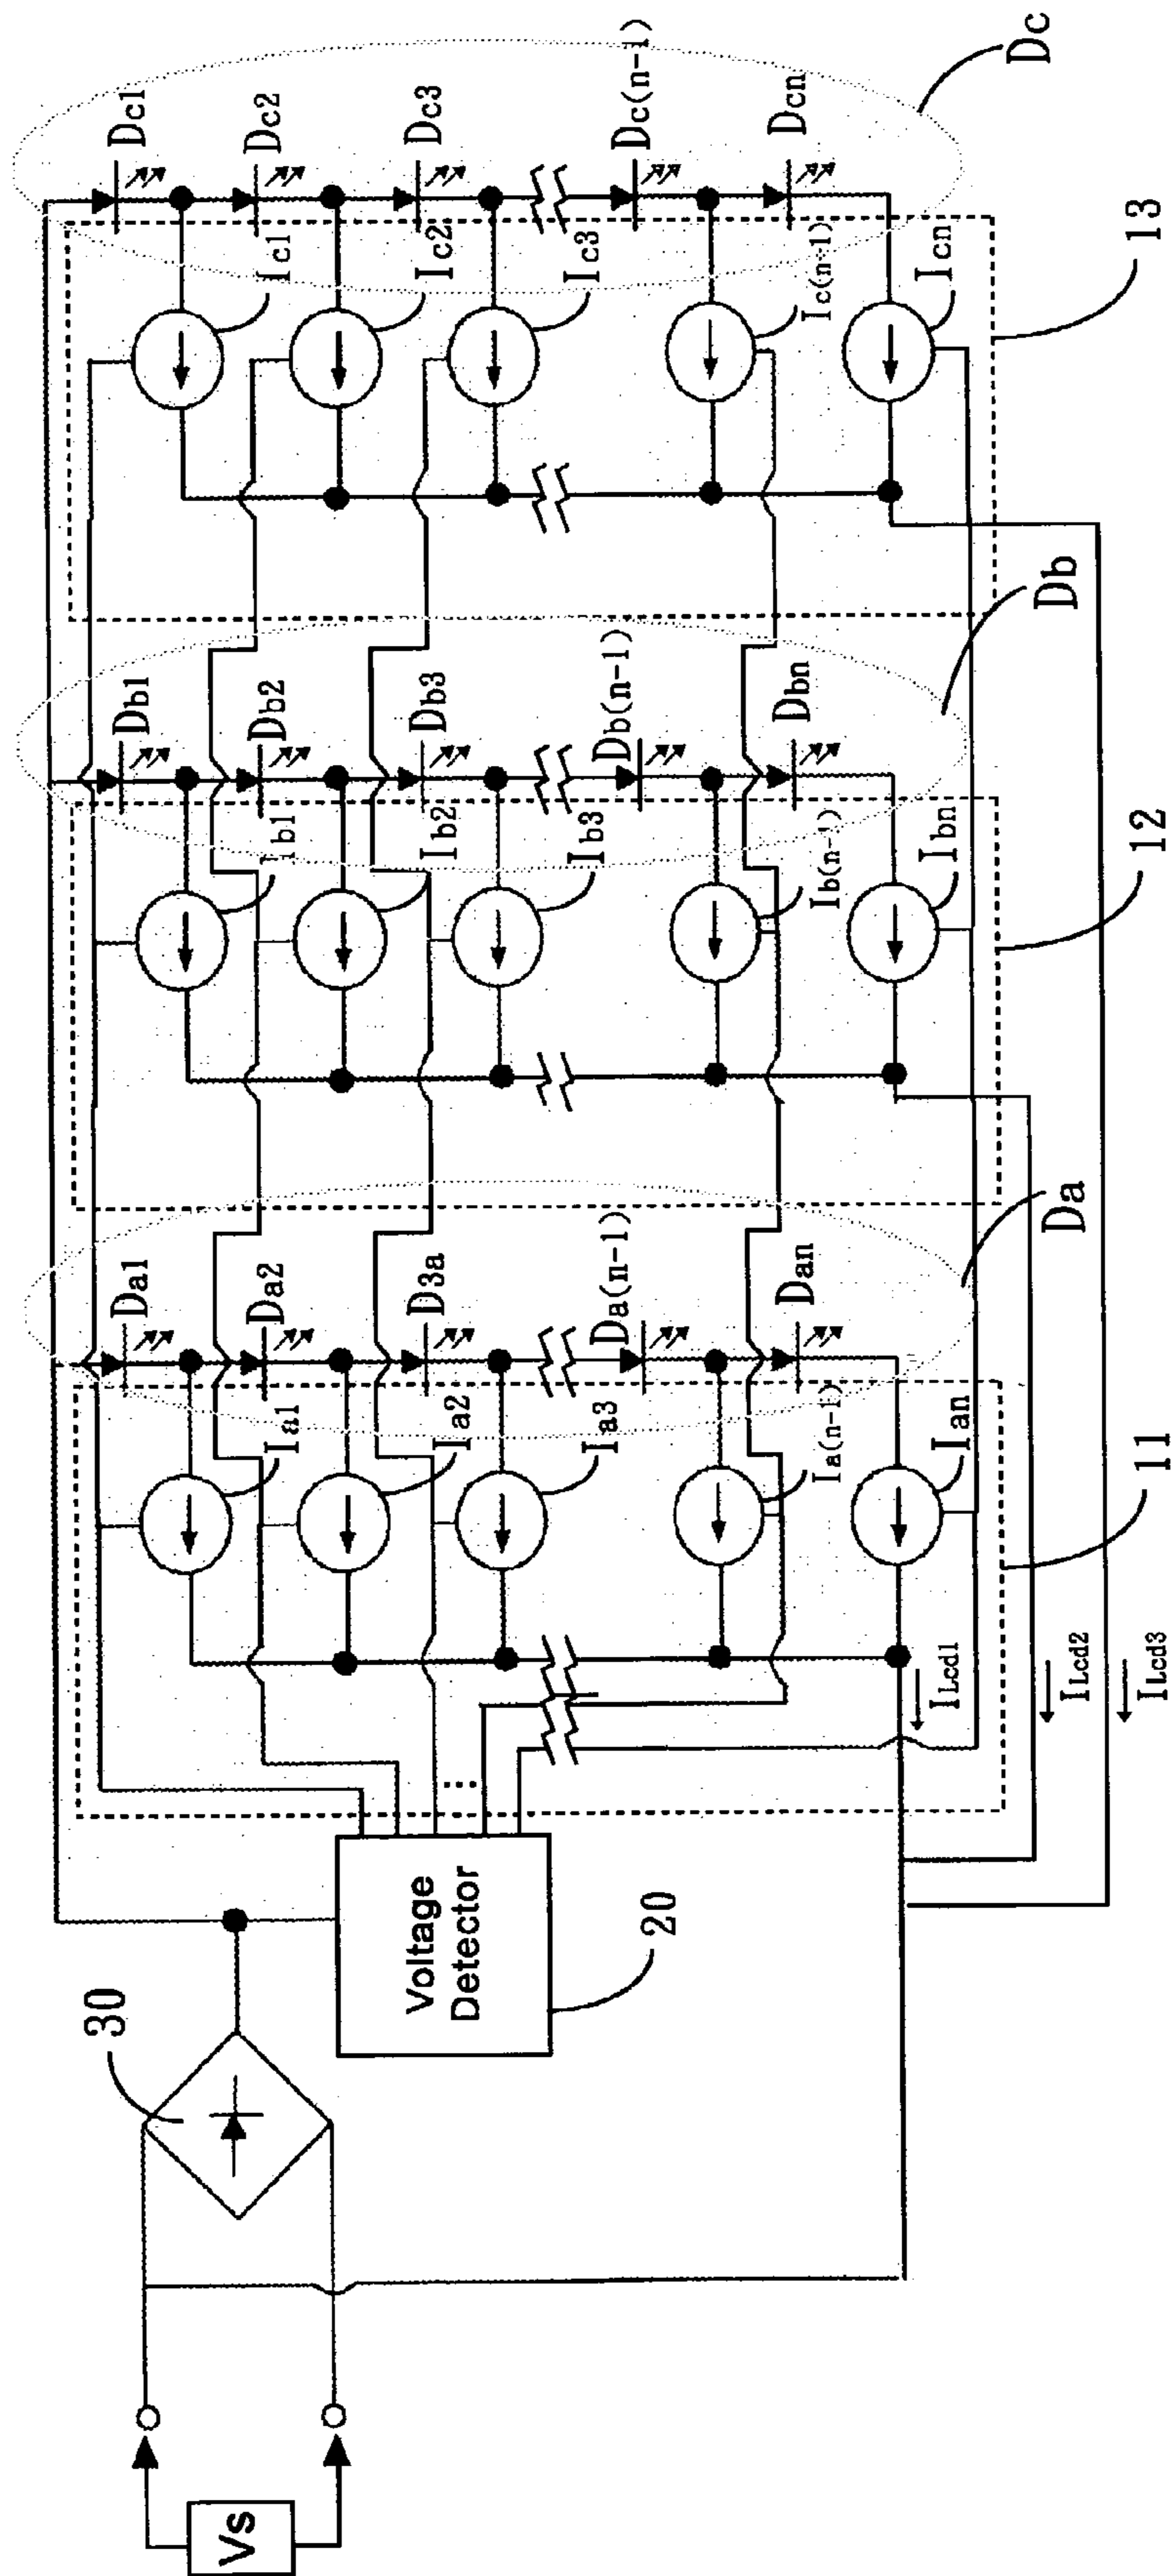 Vs
30
Voltage
Detector
20
...
Da1
Da2
D3a
Da(n-1)
Dan
Ia1
Ia2
Ia3
Ia(n-1)
Ian
Da
11
ILcd1
ILcd2
ILcd3
Db1
Db2
Db3
Db(n-1)
Dbn
Ib1
Ib2
Ib3
Ib(n-1)
Ibn
Db
12
Dc1
Dc2
Dc3
Dc(n-1)
Dcn
Ic1
Ic2
Ic3
Ic(n-1)
Icn
Dc
13